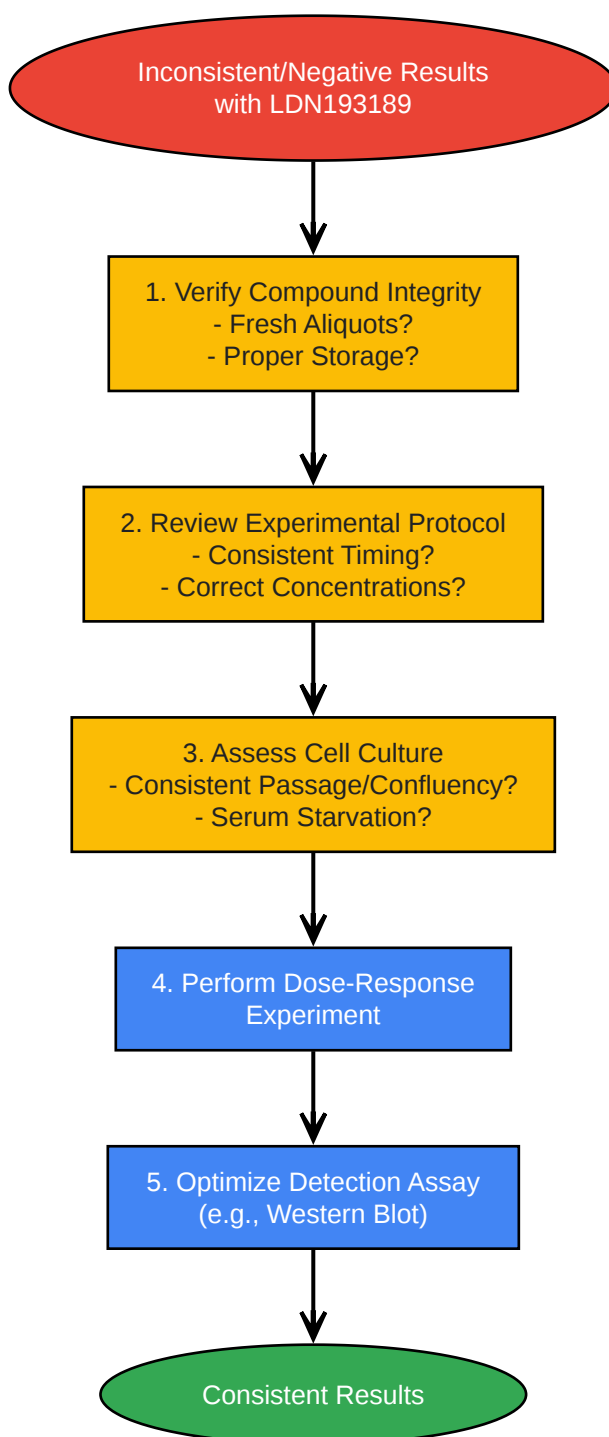 Inconsistent/Negative Results
with LDN193189
1. Verify Compound Integrity
- Fresh Aliquots?
- Proper Storage?
2. Review Experimental Protocol
- Consistent Timing?
- Correct Concentrations?
3. Assess Cell Culture
- Consistent Passage/Confluency?
- Serum Starvation?
4. Perform Dose-Response
Experiment
5. Optimize Detection Assay
(e.g., Western Blot)
Consistent Results